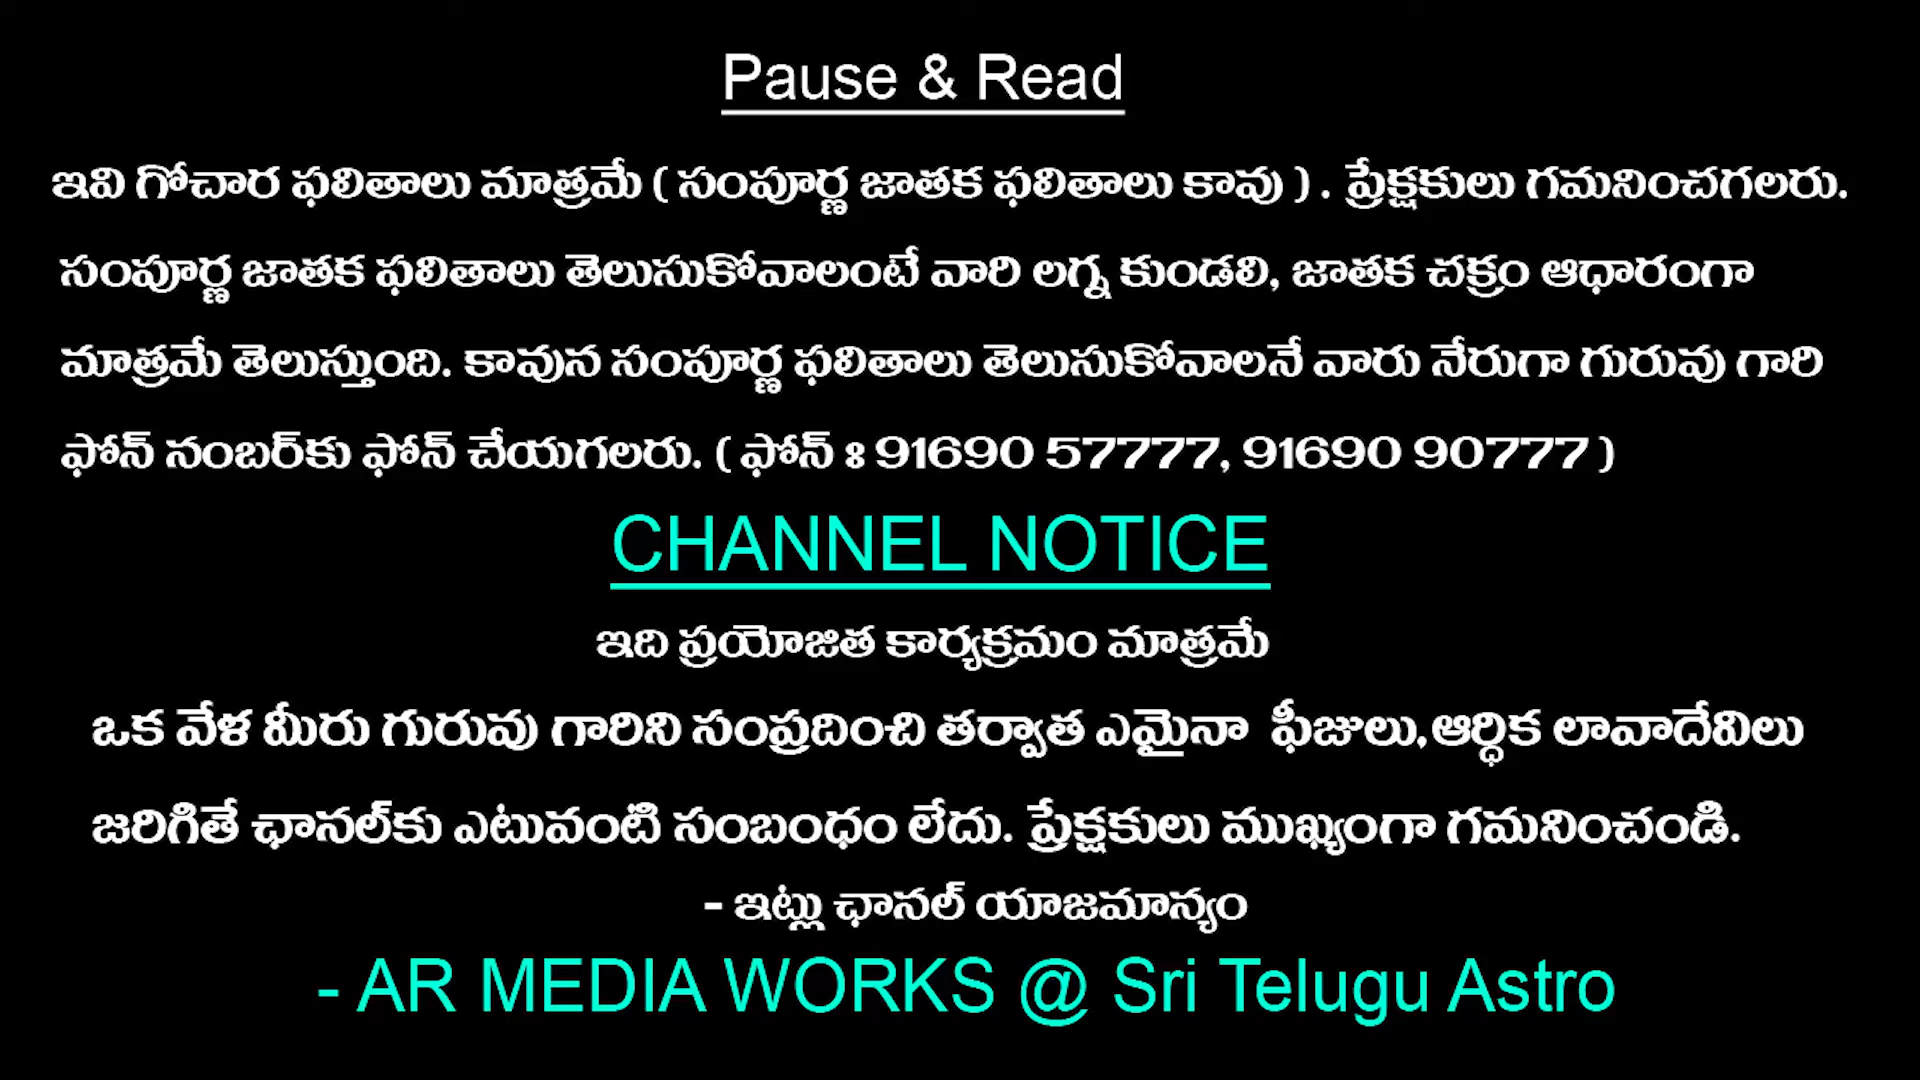 Pause & Read
ఇవి గోచార ఫలితాలు మాత్రమే ( సంపూర్ణ జాతక ఫలితాలు కావు ) . ప్రేక్షకులు గమనించగలరు.
సంపూర్ణ జాతక ఫలితాలు తెలుసుకోవాలంటే వారి లగ్న కుండలి, జాతక చక్రం ఆధారంగా
మాత్రమే తెలుస్తుంది. కావున సంపూర్ణ ఫలితాలు తెలుసుకోవాలనే వారు నేరుగా గురువు గారి
ఫోన్ నంబర్‌కు ఫోన్ చేయగలరు. ( ఫోన్ ః 91690 57777, 91690 90777 )
CHANNEL NOTICE
ఇది ప్రయోజిత కార్యక్రమం మాత్రమే
ఒక వేళ మీరు గురువు గారిని సంప్రదించి తర్వాత ఎమైనా ఫీజులు,ఆర్ధిక లావాదేవిలు
జరిగితే ఛానల్‌కు ఎటువంటి సంబంధం లేదు. ప్రేక్షకులు ముఖ్యంగా గమనించండి.
- ఇట్లు ఛానల్ యాజమాన్యం
- AR MEDIA WORKS @ Sri Telugu Astro